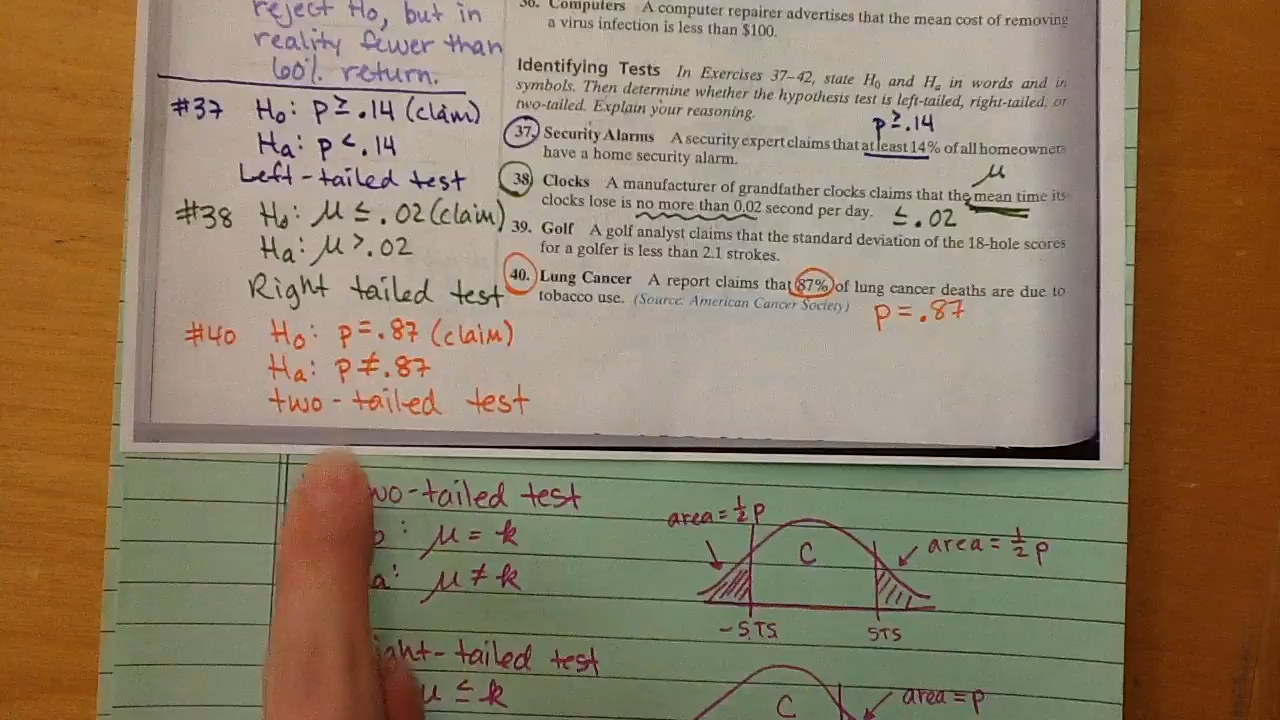 reject Ho, but in
reality fewer than
60% return.
#37 Ho: p ≥ .14 (claim)
Ha: p < .14
Left-tailed test
#38 Ho: μ ≤ .02 (claim)
Ha: μ > .02
Right tailed test
#40 Ho: p = .87 (claim)
Ha: p ≠ .87
two-tailed test
36. Computers A computer repairer advertises that the mean cost of removing
a virus infection is less than $100.
Identifying Tests In Exercises 37–42, state H0 and Ha in words and in
symbols. Then determine whether the hypothesis test is left-tailed, right-tailed, or
two-tailed. Explain your reasoning.
p ≥ .14
37. Security Alarms A security expert claims that at least 14% of all homeowners
have a home security alarm.
μ
38. Clocks A manufacturer of grandfather clocks claims that the mean time its
clocks lose is no more than 0.02 second per day. ≤ .02
39. Golf A golf analyst claims that the standard deviation of the 18-hole scores
for a golfer is less than 2.1 strokes.
40. Lung Cancer A report claims that 87% of lung cancer deaths are due to
tobacco use. (Source: American Cancer Society)
p = .87
wo-tailed test
o: μ = k
a: μ ≠ k
area = ½ p
C
area = ½ p
-STS
STS
ght-tailed test
μ ≤ k
C
area = p